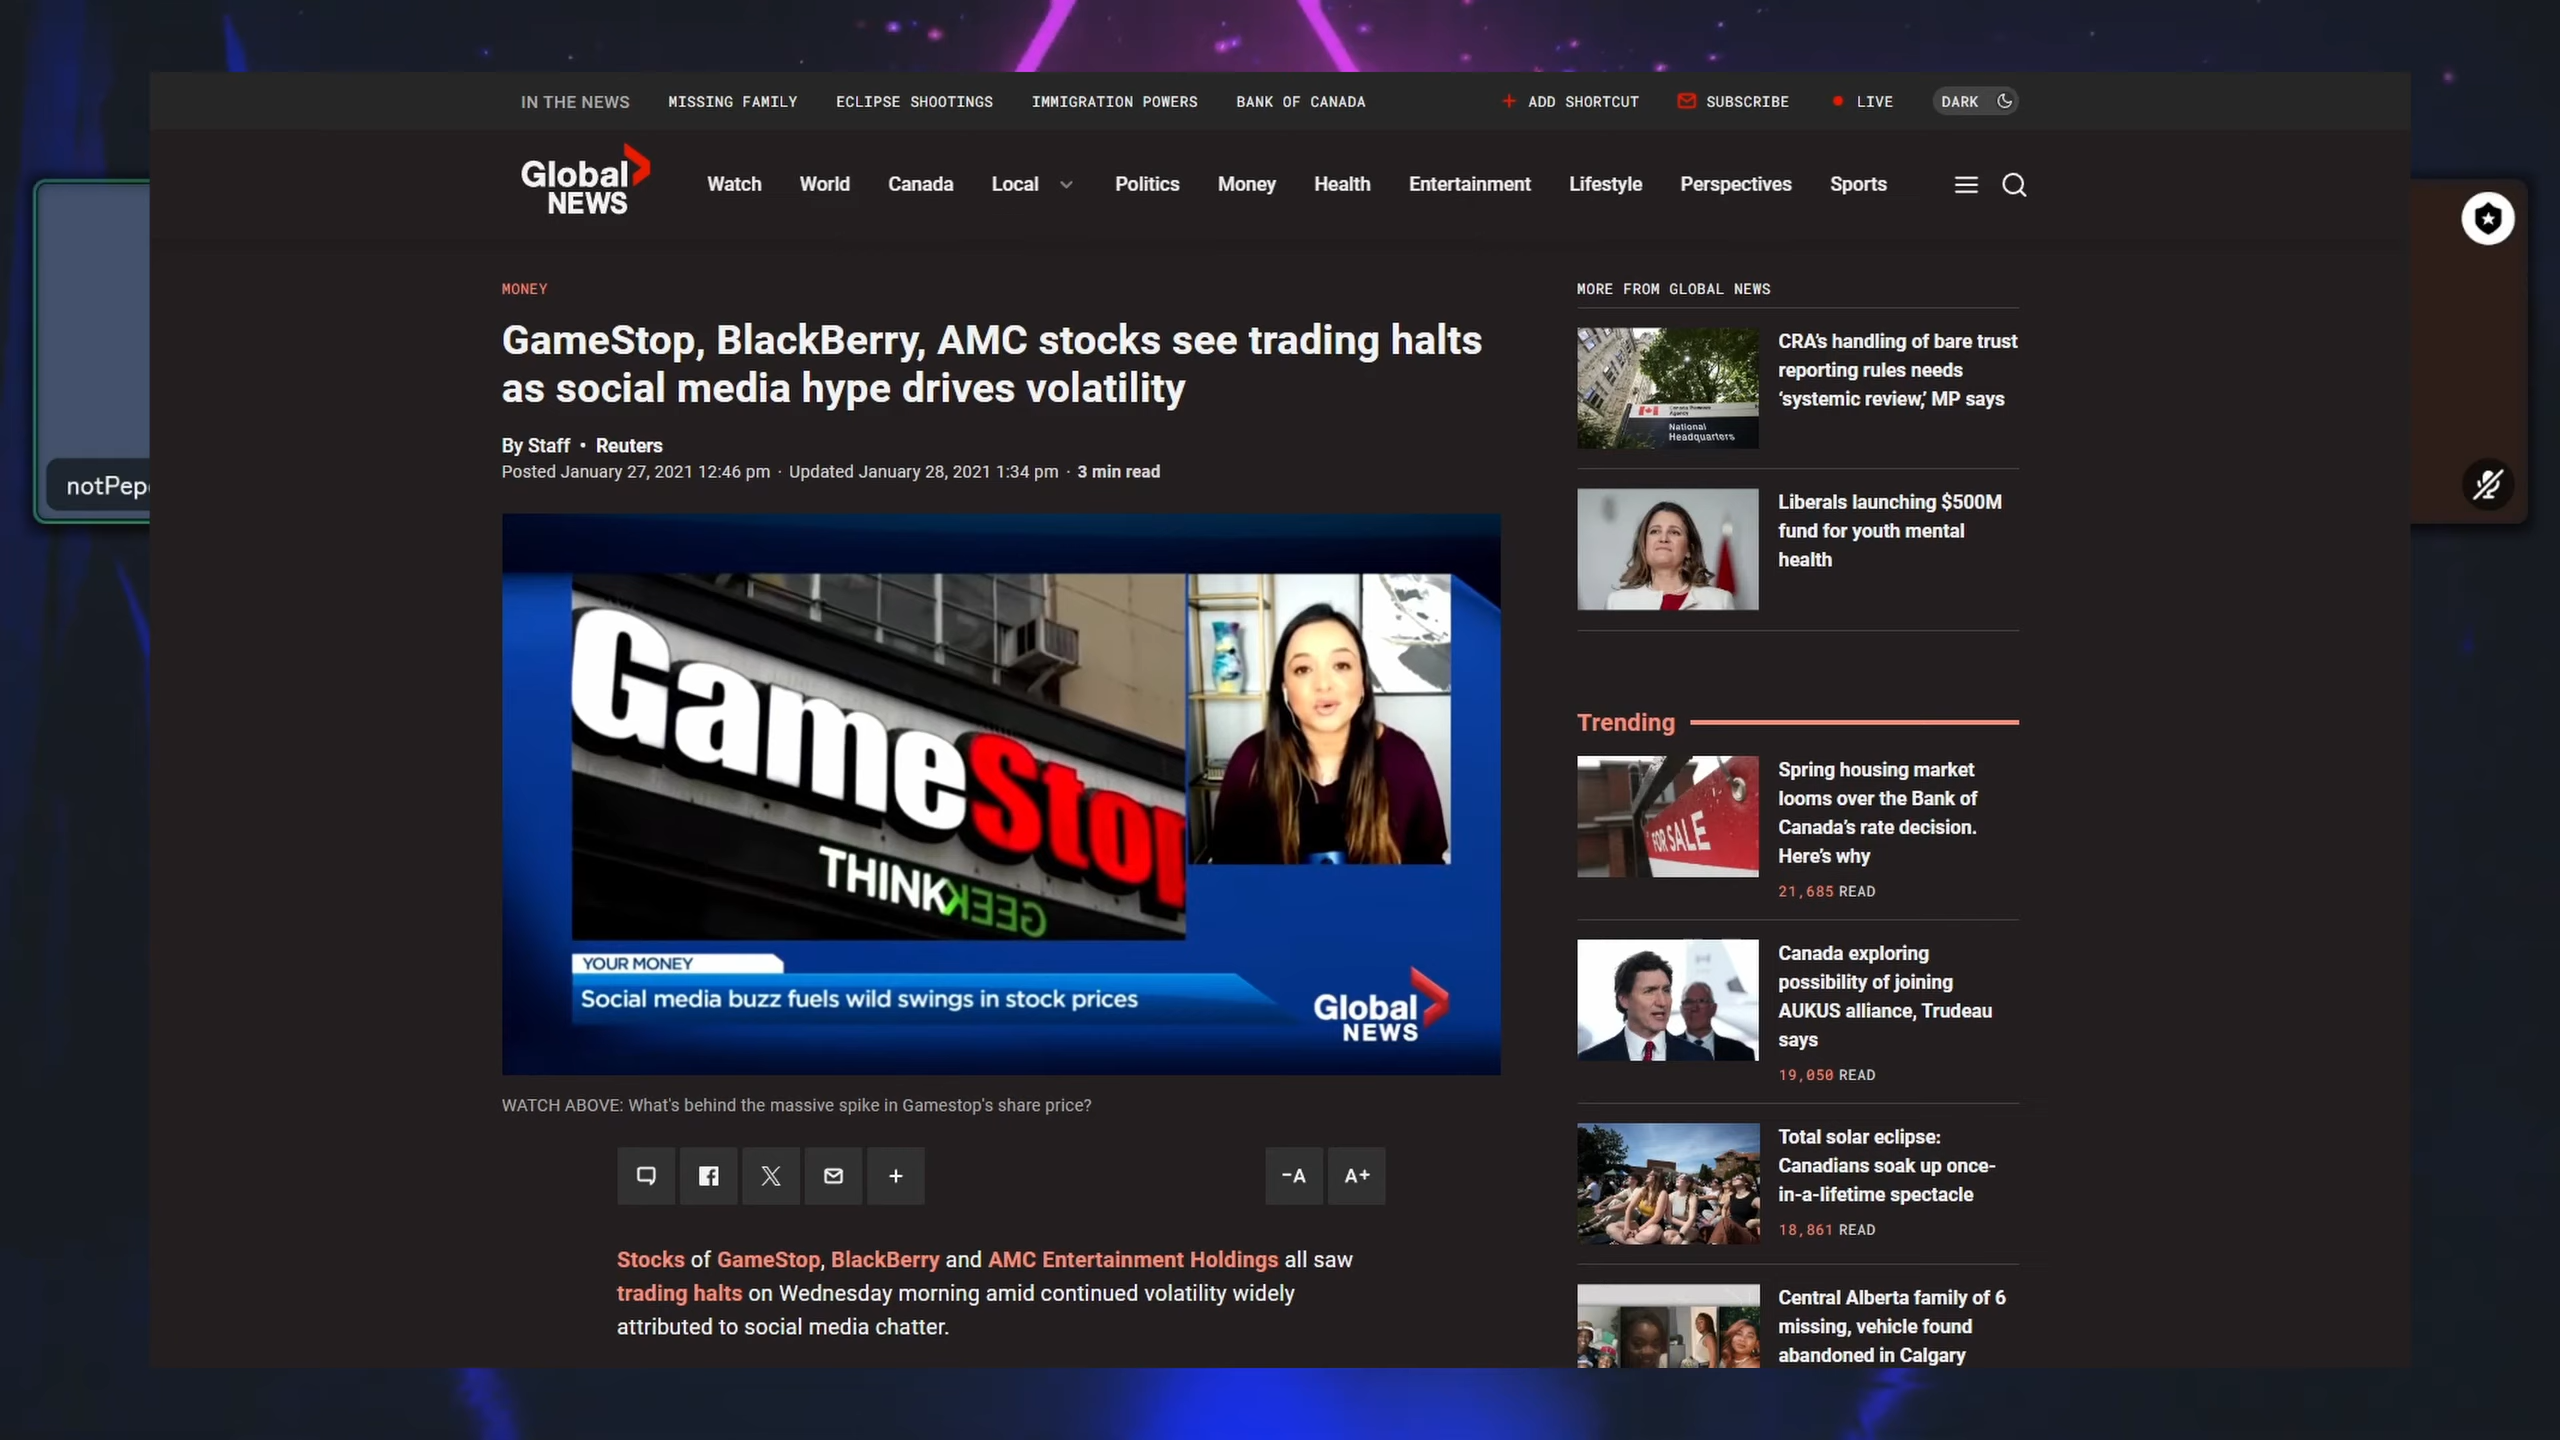 IN THE NEWS
MISSING FAMILY
ECLIPSE SHOOTINGS
IMMIGRATION POWERS
BANK OF CANADA
ADD SHORTCUT
SUBSCRIBE
LIVE
DARK
Global
NEWS
Watch
World
Canada
Local
Politics
Money
Health
Entertainment
Lifestyle
Perspectives
Sports
notPep
MONEY
GameStop, BlackBerry, AMC stocks see trading halts
as social media hype drives volatility
By Staff • Reuters
Posted January 27, 2021 12:46 pm · Updated January 28, 2021 1:34 pm · 3 min read
GameStop
THINKGEEK
YOUR MONEY
Social media buzz fuels wild swings in stock prices
Global
NEWS
WATCH ABOVE: What's behind the massive spike in Gamestop's share price?
-A
A+
Stocks of GameStop, BlackBerry and AMC Entertainment Holdings all saw
trading halts on Wednesday morning amid continued volatility widely
attributed to social media chatter.
MORE FROM GLOBAL NEWS
National
Headquarters
CRA’s handling of bare trust
reporting rules needs
‘systemic review,’ MP says
Liberals launching $500M
fund for youth mental
health
Trending
FOR SALE
Spring housing market
looms over the Bank of
Canada’s rate decision.
Here’s why
21,685 READ
Canada exploring
possibility of joining
AUKUS alliance, Trudeau
says
19,050 READ
Total solar eclipse:
Canadians soak up once-
in-a-lifetime spectacle
18,861 READ
Central Alberta family of 6
missing, vehicle found
abandoned in Calgary